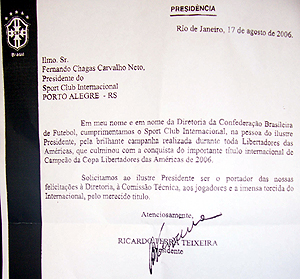 PRESIDÊNCIA
Rio de Janeiro, 17 de agosto de 2006.
Brasil
Ilmo. Sr.
Fernando Chagas Carvalho Neto,
Presidente do
Sport Club Internacional
PORTO ALEGRE - RS
Em meu nome e em nome da Diretoria da Confederação Brasileira
de Futebol, cumprimentamos o Sport Club Internacional, na pessoa do ilustre
Presidente, pela brilhante campanha realizada durante toda Libertadores das
Américas, que culminou com a conquista do importante título internacional de
Campeão da Copa Libertadores das Américas de 2006.
Solicitamos ao ilustre Presidente ser o portador das nossas
felicitações à Diretoria, à Comissão Técnica, aos jogadores e a imensa torcida do
Internacional, pelo merecido título.
Atenciosamente,
RICARDO TERRA TEIXEIRA
Presidente